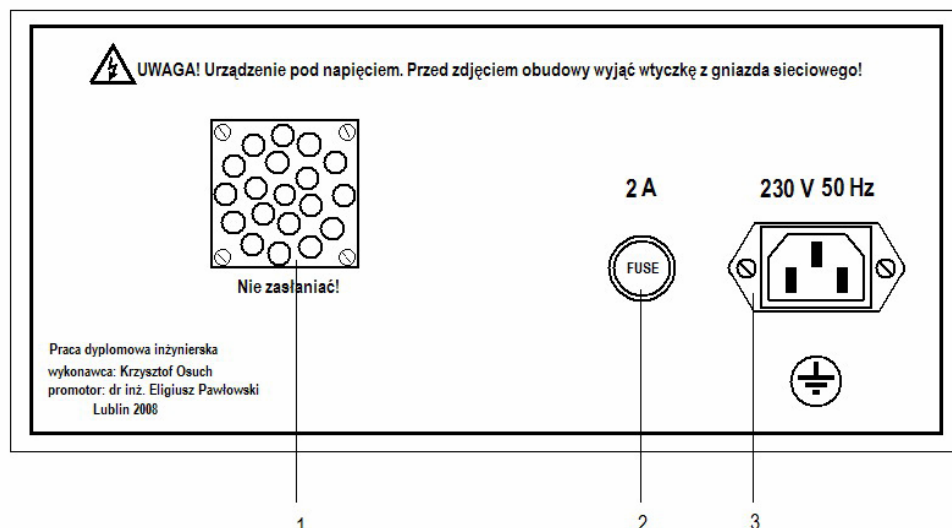 UWAGA! Urządzenie pod napięciem. Przed zdjęciem obudowy wyjąć wtyczkę z gniazda sieciowego!
2 A
230 V 50 Hz
FUSE
Nie zasłaniać!
Praca dyplomowa inżynierska
wykonawca: Krzysztof Osuch
promotor: dr inż. Eligiusz Pawłowski
Lublin 2008
1
2
3